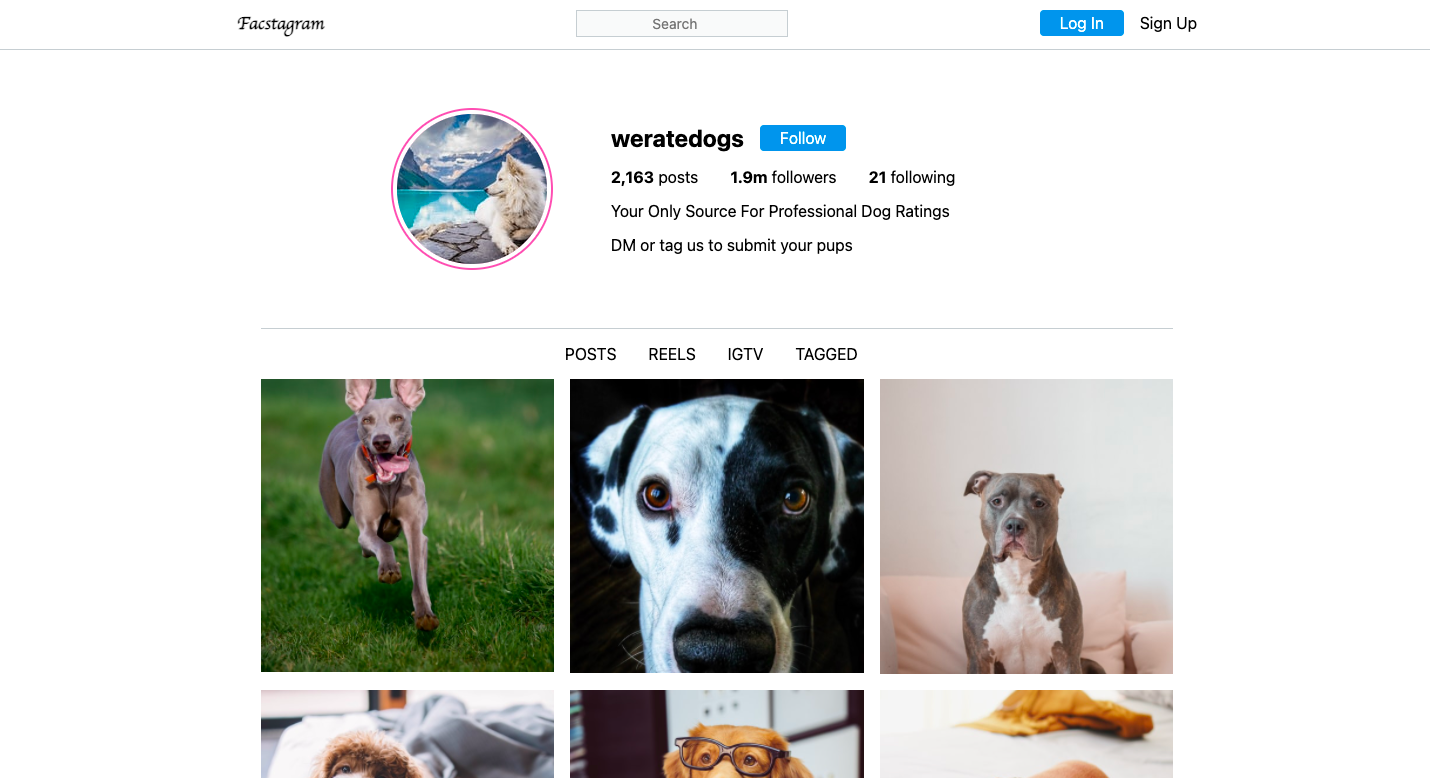 Facstagram
Search
Log In
Sign Up
weratedogs
Follow
2,163 posts 1.9m followers 21 following
Your Only Source For Professional Dog Ratings
DM or tag us to submit your pups
POSTS REELS IGTV TAGGED